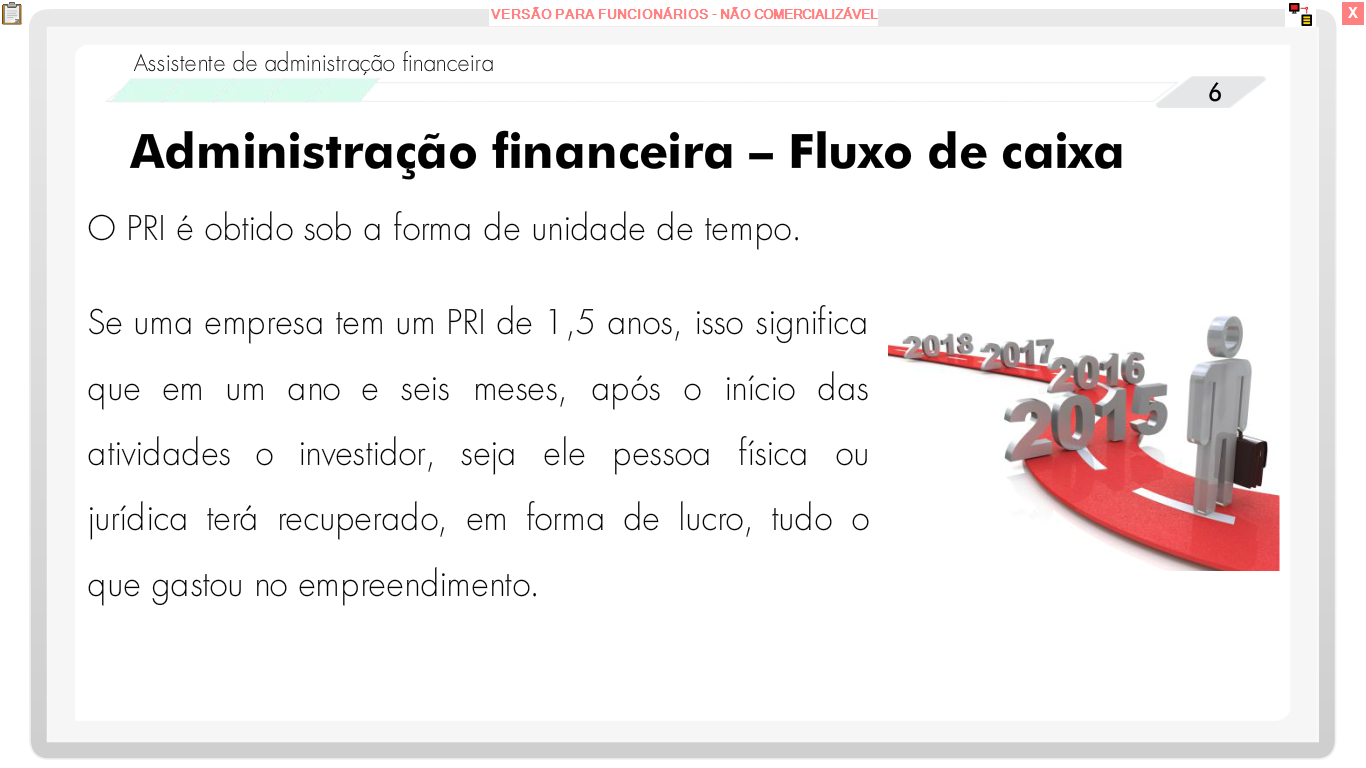 VERSÃO PARA FUNCIONÁRIOS - NÃO COMERCIALIZÁVEL
X
Assistente de administração financeira
6
Administração financeira – Fluxo de caixa
O PRI é obtido sob a forma de unidade de tempo.
Se uma empresa tem um PRI de 1,5 anos, isso significa
que em um ano e seis meses, após o início das
atividades o investidor, seja ele pessoa física ou
jurídica terá recuperado, em forma de lucro, tudo o
que gastou no empreendimento.
2018
2017
2016
2015